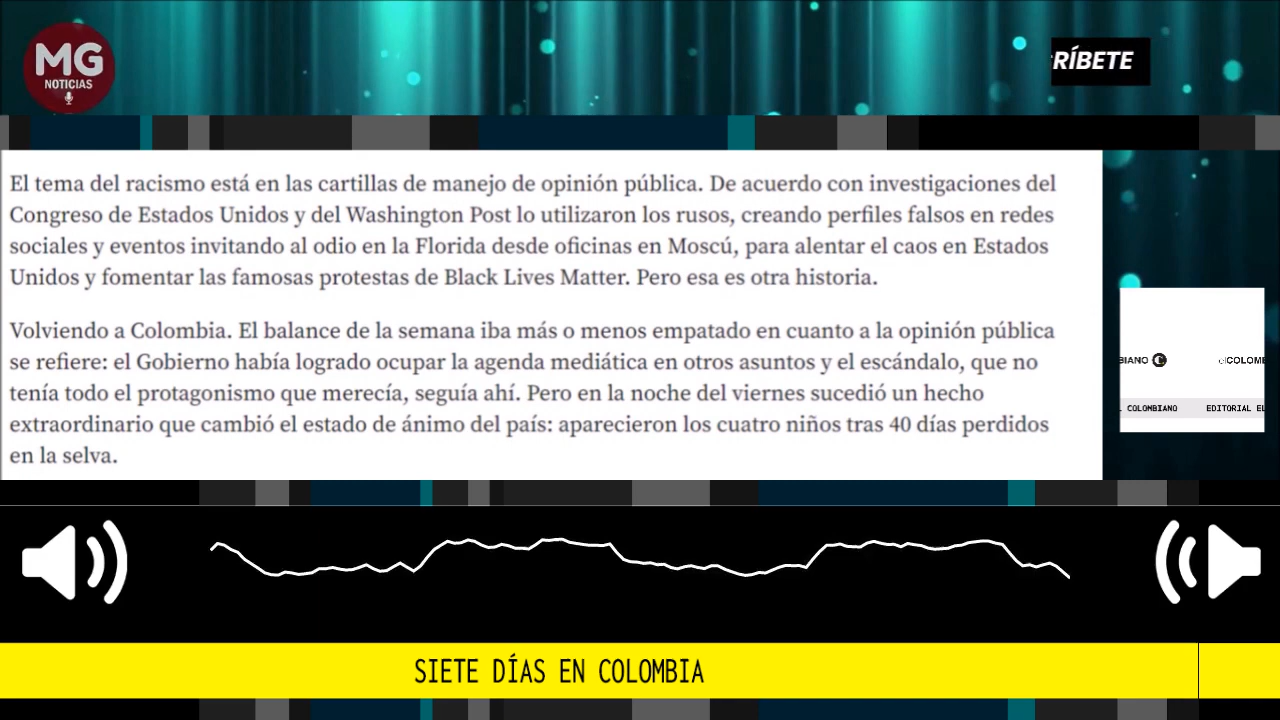 MG
NOTICIAS
RÍBETE
El tema del racismo está en las cartillas de manejo de opinión pública. De acuerdo con investigaciones del
Congreso de Estados Unidos y del Washington Post lo utilizaron los rusos, creando perfiles falsos en redes
sociales y eventos invitando al odio en la Florida desde oficinas en Moscú, para alentar el caos en Estados
Unidos y fomentar las famosas protestas de Black Lives Matter. Pero esa es otra historia.
Volviendo a Colombia. El balance de la semana iba más o menos empatado en cuanto a la opinión pública
se refiere: el Gobierno había logrado ocupar la agenda mediática en otros asuntos y el escándalo, que no
tenía todo el protagonismo que merecía, seguía ahí. Pero en la noche del viernes sucedió un hecho
extraordinario que cambió el estado de ánimo del país: aparecieron los cuatro niños tras 40 días perdidos
en la selva.
BIANO C elCOLOMB
L COLOMBIANO EDITORIAL EL
SIETE DÍAS EN COLOMBIA